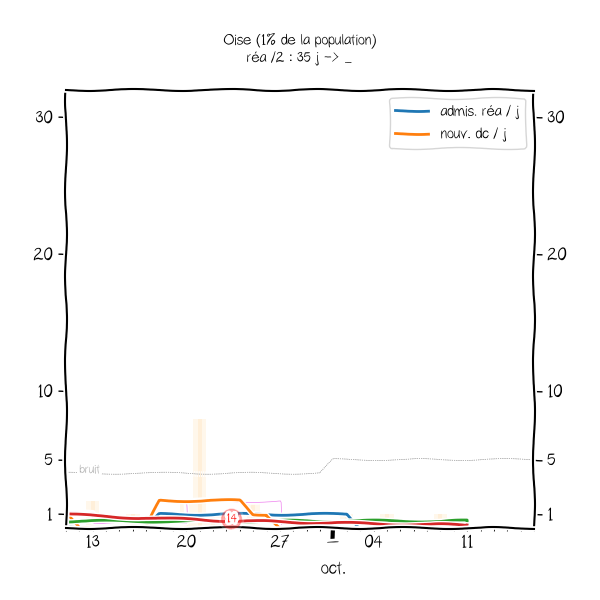 Oise (1% de la population)
réa /2 : 35 j -> _
admis. réa / j
nouv. dc / j
30 30
20 20
10 10
5 5
bruit
1 1
14
13 20 27 1 04 11
oct.